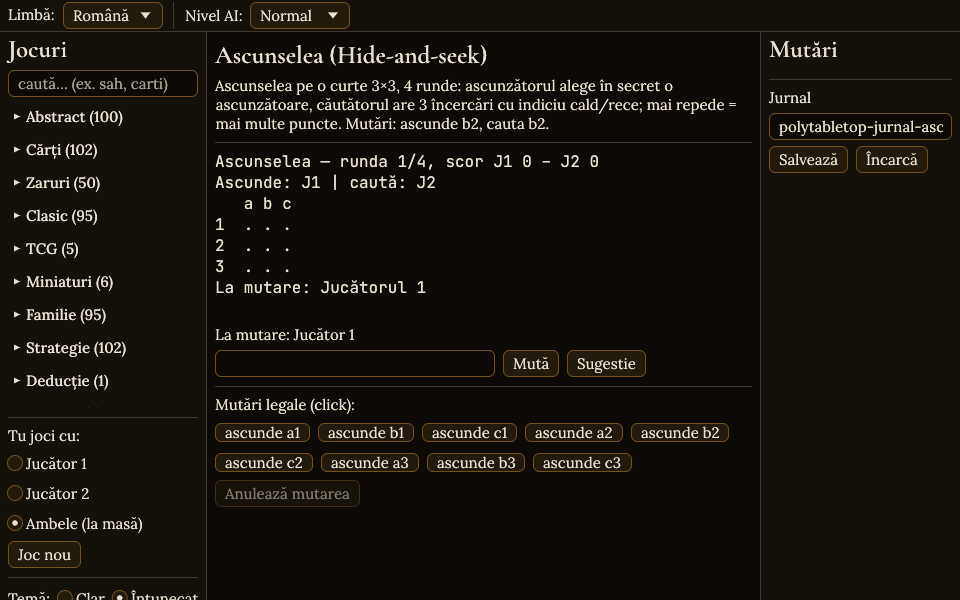 Limbă: Română ▼ Nivel AI: Normal ▼
Jocuri
caută... (ex. sah, carti)
▸ Abstract (100)
▸ Cărți (102)
▸ Zaruri (50)
▸ Clasic (95)
▸ TCG (5)
▸ Miniaturi (6)
▸ Familie (95)
▸ Strategie (102)
▸ Deducție (1)
Tu joci cu:
Jucător 1
Jucător 2
Ambele (la masă)
Joc nou
Temă: Clar Întunecat
Ascunselea (Hide-and-seek)
Ascunselea pe o curte 3×3, 4 runde: ascunzătorul alege în secret o
ascunzătoare, căutătorul are 3 încercări cu indiciu cald/rece; mai repede =
mai multe puncte. Mutări: ascunde b2, cauta b2.
Ascunselea — runda 1/4, scor J1 0 – J2 0
Ascunde: J1 | caută: J2
a b c
1 . . .
2 . . .
3 . . .
La mutare: Jucătorul 1
La mutare: Jucător 1
Mută Sugestie
Mutări legale (click):
ascunde a1 ascunde b1 ascunde c1 ascunde a2 ascunde b2
ascunde c2 ascunde a3 ascunde b3 ascunde c3
Anulează mutarea
Mutări
Jurnal
polytabletop-jurnal-asc
Salvează Încarcă